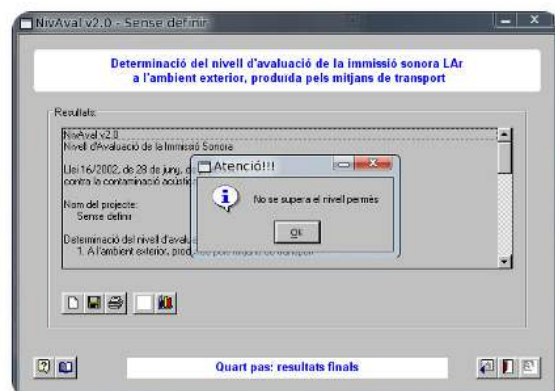 NivAval v2.0 - Sense definir
Determinació del nivell d'avaluació de la immissió sonora LAr
a l'ambient exterior, produïda pels mitjans de transport
Resultats:
NivAval v2.0
Nivell d'Avaluació de la Immissió Sonora
Llei 16/2002, de 28 de juny, de
contra la contaminació acústic
Nom del projecte:
Sense definir
Determinació del nivell d'avalu
1. A l'ambient exterior, produïda pels mitjans de transport
Atenció!!!
No se supera el nivell permès
Ok
Quart pas: resultats finals